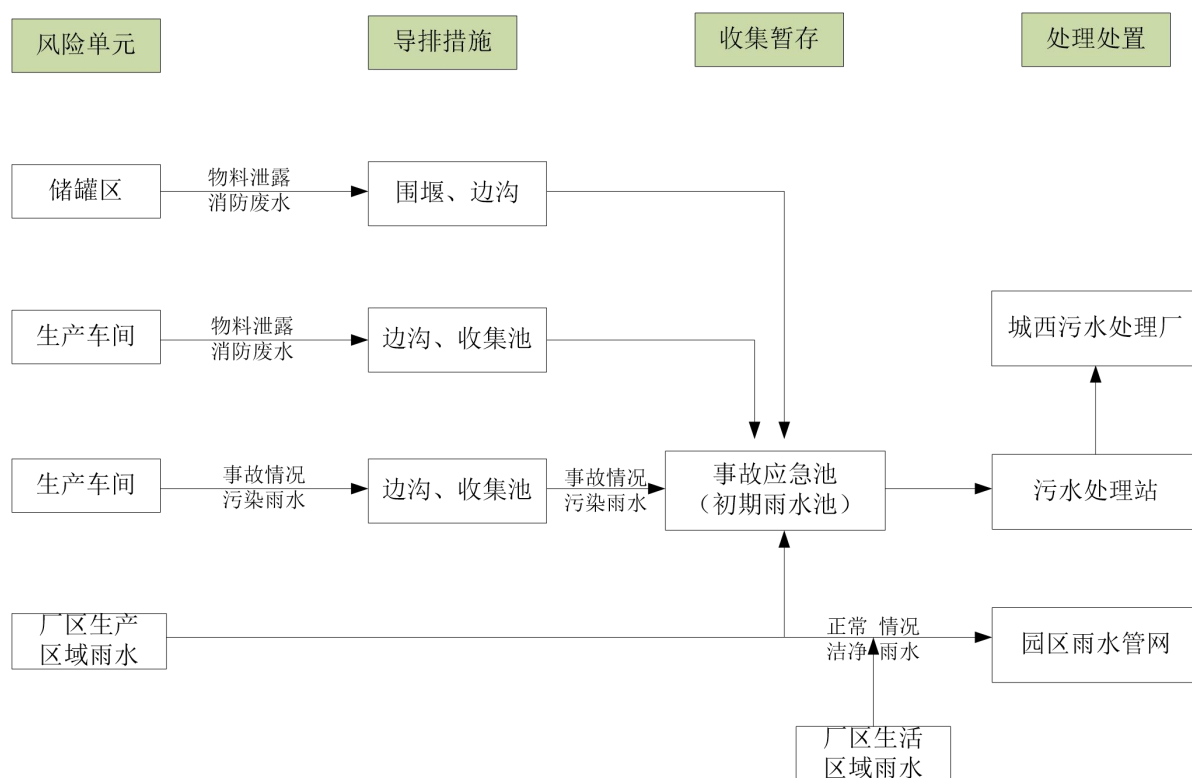 风险单元
导排措施
收集暂存
处理处置
储罐区
物料泄露
消防废水
围堰、边沟
生产车间
物料泄露
消防废水
边沟、收集池
城西污水处理厂
生产车间
事故情况
污染雨水
边沟、收集池
事故情况
污染雨水
事故应急池
（初期雨水池）
污水处理站
厂区生产
区域雨水
正常 情况
洁净 雨水
园区雨水管网
厂区生活
区域雨水